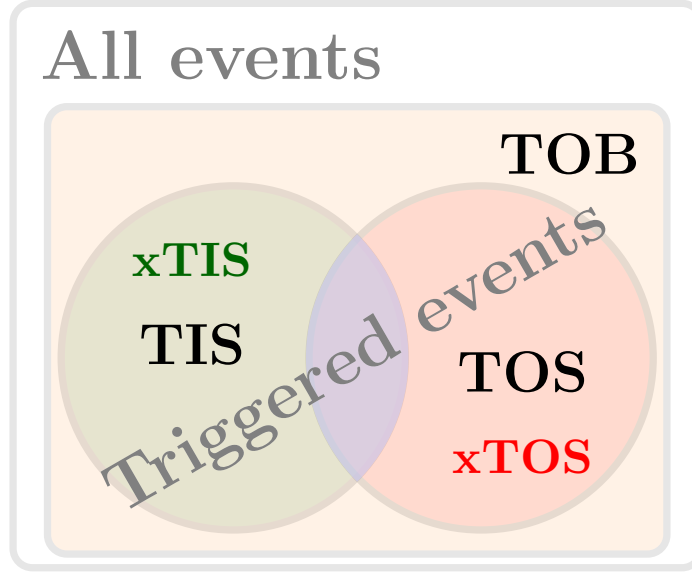 All events
TOB
xTIS
TIS
Triggered events
TOS
xTOS